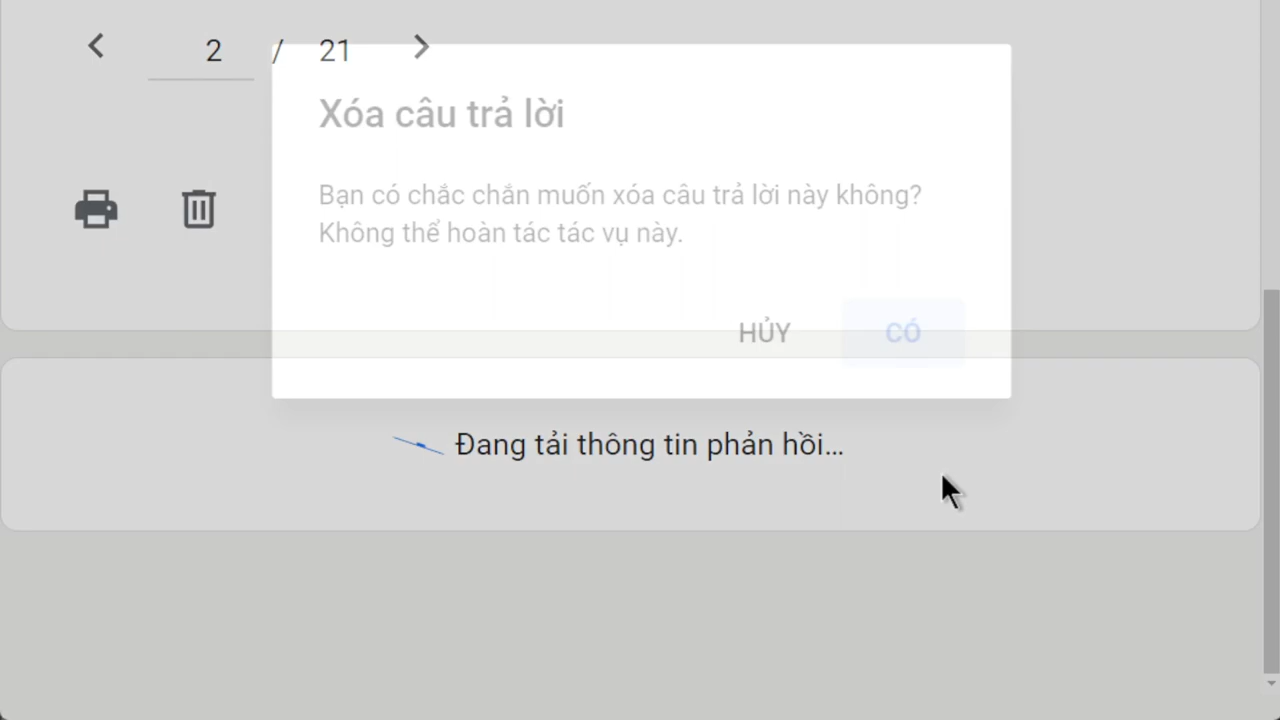 2 / 21
Xóa câu trả lời
Bạn có chắc chắn muốn xóa câu trả lời này không?
Không thể hoàn tác tác vụ này.
HỦY CÓ
Đang tải thông tin phản hồi...